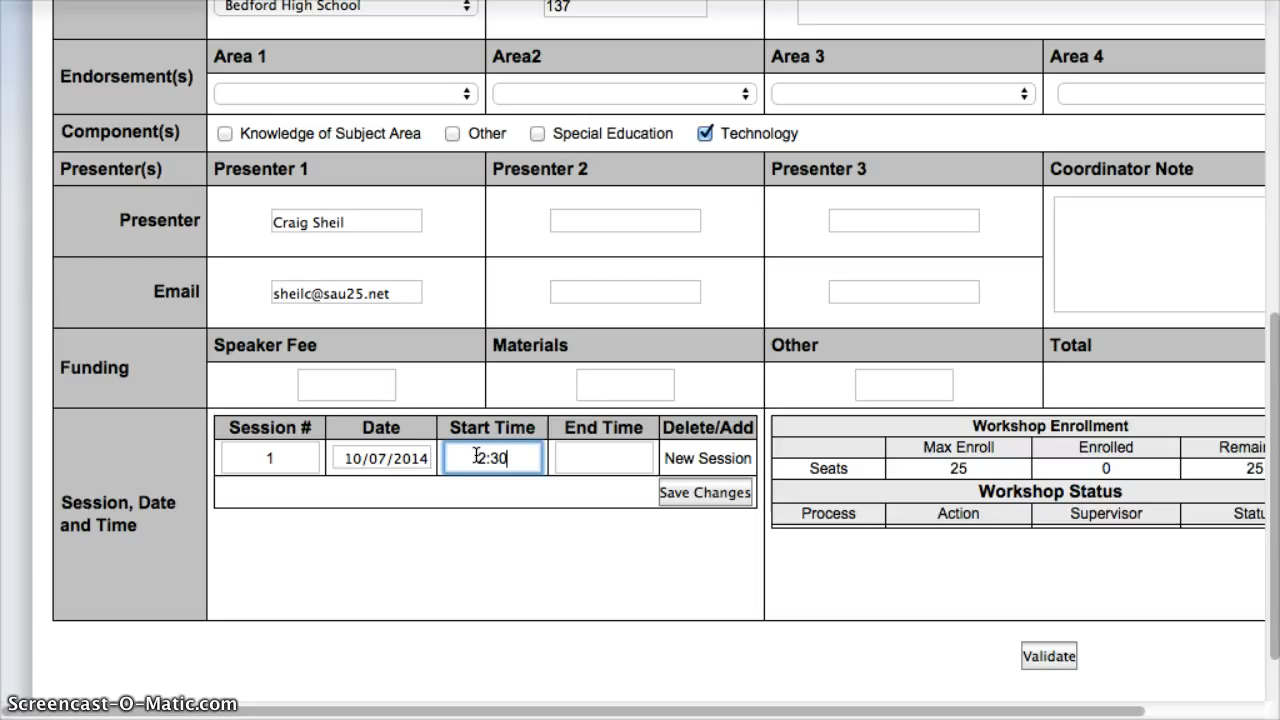 Bedford High School
137
Endorsement(s)
Area 1
Area2
Area 3
Area 4
Component(s)
Knowledge of Subject Area
Other
Special Education
Technology
Presenter(s)
Presenter 1
Presenter 2
Presenter 3
Coordinator Note
Presenter
Craig Sheil
Email
sheilc@sau25.net
Funding
Speaker Fee
Materials
Other
Total
Session, Date
and Time
Session #
Date
Start Time
End Time
Delete/Add
1
10/07/2014
2:30
New Session
Save Changes
Workshop Enrollment
Max Enroll
Enrolled
Remai
Seats
25
0
25
Workshop Status
Process
Action
Supervisor
Statu
Validate
Screencast-O-Matic.com